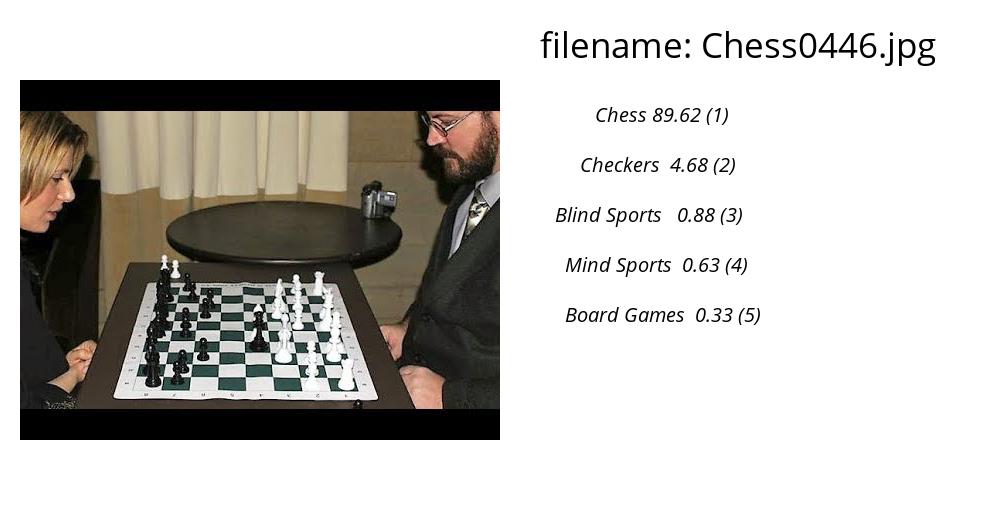 filename: Chess0446.jpg
Chess 89.62 (1)
Checkers 4.68 (2)
Blind Sports 0.88 (3)
Mind Sports 0.63 (4)
Board Games 0.33 (5)